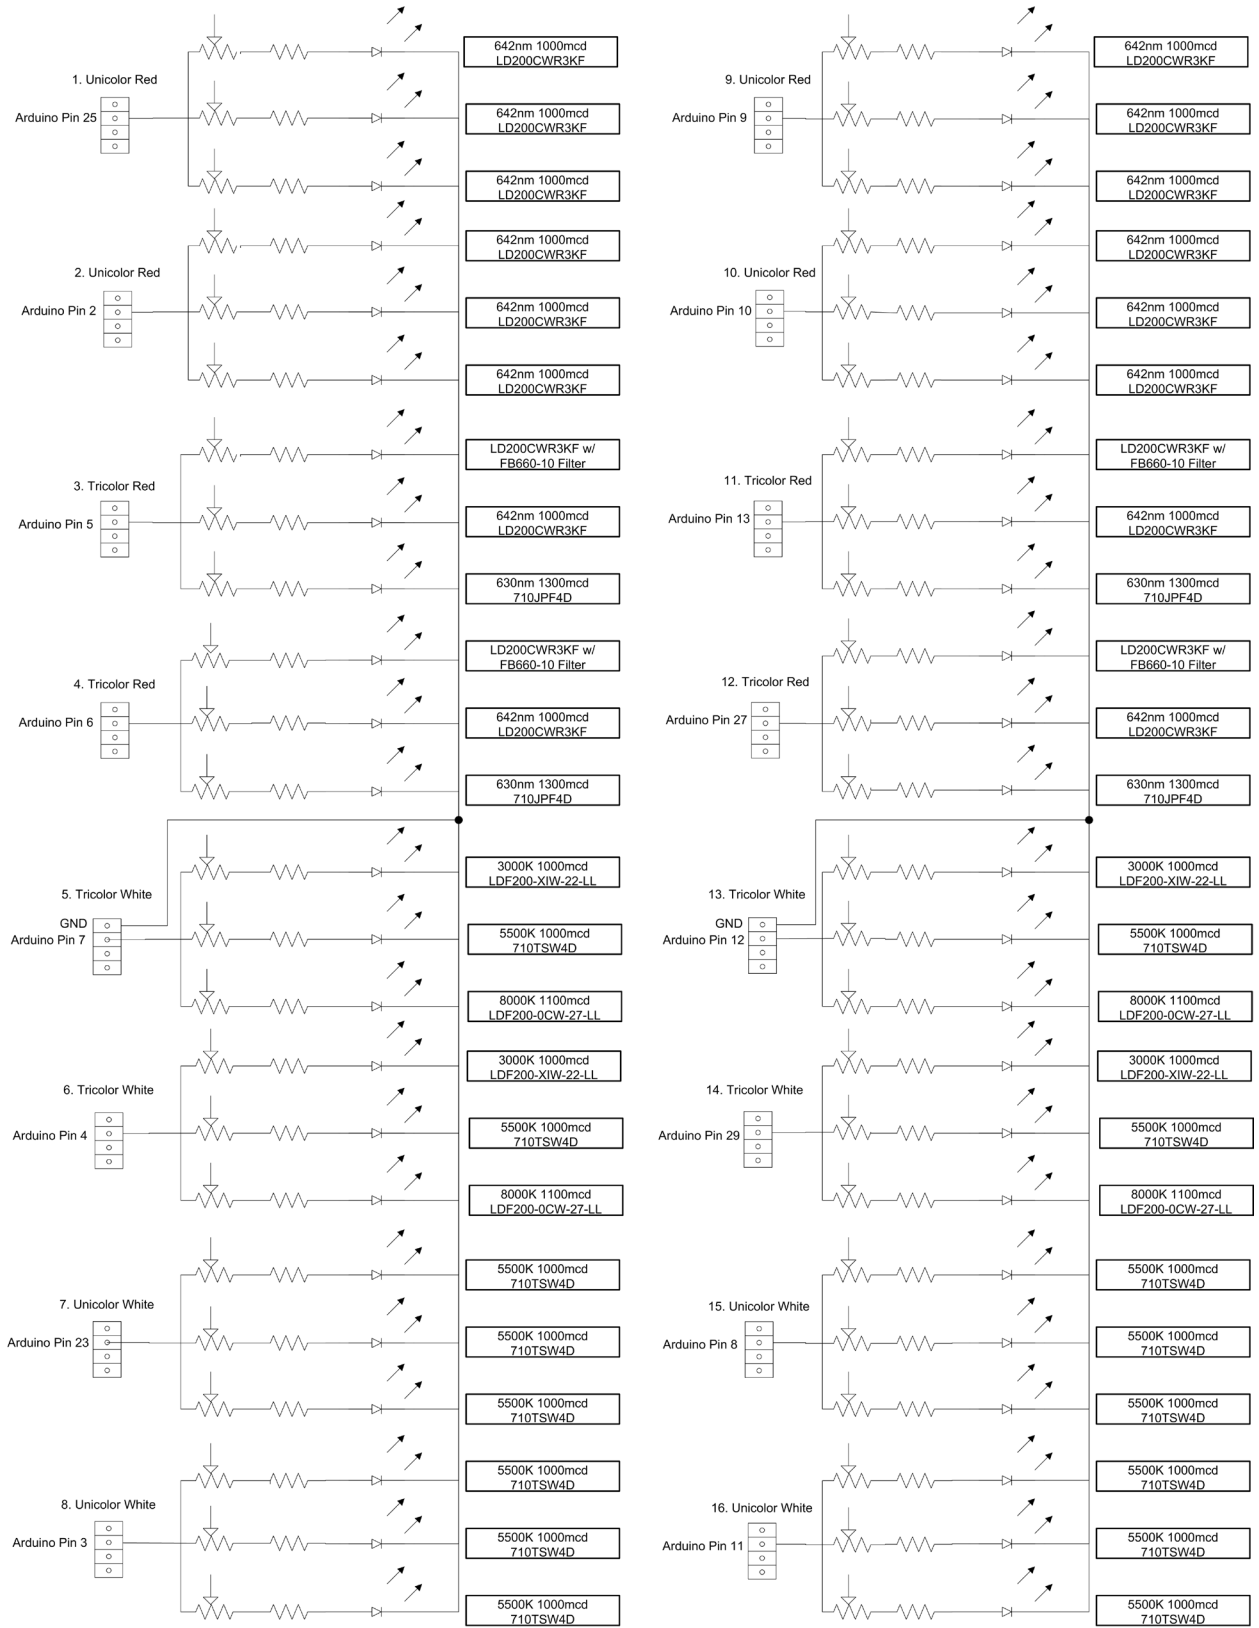 642nm 1000mcd
LD200CWR3KF
1. Unicolor Red
Arduino Pin 25
642nm 1000mcd
LD200CWR3KF
642nm 1000mcd
LD200CWR3KF
642nm 1000mcd
LD200CWR3KF
2. Unicolor Red
Arduino Pin 2
642nm 1000mcd
LD200CWR3KF
642nm 1000mcd
LD200CWR3KF
LD200CWR3KF w/
FB660-10 Filter
3. Tricolor Red
Arduino Pin 5
642nm 1000mcd
LD200CWR3KF
630nm 1300mcd
710JPF4D
LD200CWR3KF w/
FB660-10 Filter
4. Tricolor Red
Arduino Pin 6
642nm 1000mcd
LD200CWR3KF
630nm 1300mcd
710JPF4D
3000K 1000mcd
LDF200-XIW-22-LL
5. Tricolor White
GND
Arduino Pin 7
5500K 1000mcd
710TSW4D
8000K 1100mcd
LDF200-0CW-27-LL
3000K 1000mcd
LDF200-XIW-22-LL
6. Tricolor White
Arduino Pin 4
5500K 1000mcd
710TSW4D
8000K 1100mcd
LDF200-0CW-27-LL
5500K 1000mcd
710TSW4D
7. Unicolor White
Arduino Pin 23
5500K 1000mcd
710TSW4D
5500K 1000mcd
710TSW4D
5500K 1000mcd
710TSW4D
8. Unicolor White
Arduino Pin 3
5500K 1000mcd
710TSW4D
5500K 1000mcd
710TSW4D
642nm 1000mcd
LD200CWR3KF
9. Unicolor Red
Arduino Pin 9
642nm 1000mcd
LD200CWR3KF
642nm 1000mcd
LD200CWR3KF
642nm 1000mcd
LD200CWR3KF
10. Unicolor Red
Arduino Pin 10
642nm 1000mcd
LD200CWR3KF
642nm 1000mcd
LD200CWR3KF
LD200CWR3KF w/
FB660-10 Filter
11. Tricolor Red
Arduino Pin 13
642nm 1000mcd
LD200CWR3KF
630nm 1300mcd
710JPF4D
LD200CWR3KF w/
FB660-10 Filter
12. Tricolor Red
Arduino Pin 27
642nm 1000mcd
LD200CWR3KF
630nm 1300mcd
710JPF4D
3000K 1000mcd
LDF200-XIW-22-LL
13. Tricolor White
GND
Arduino Pin 12
5500K 1000mcd
710TSW4D
8000K 1100mcd
LDF200-0CW-27-LL
3000K 1000mcd
LDF200-XIW-22-LL
14. Tricolor White
Arduino Pin 29
5500K 1000mcd
710TSW4D
8000K 1100mcd
LDF200-0CW-27-LL
5500K 1000mcd
710TSW4D
15. Unicolor White
Arduino Pin 8
5500K 1000mcd
710TSW4D
5500K 1000mcd
710TSW4D
5500K 1000mcd
710TSW4D
16. Unicolor White
Arduino Pin 11
5500K 1000mcd
710TSW4D
5500K 1000mcd
710TSW4D